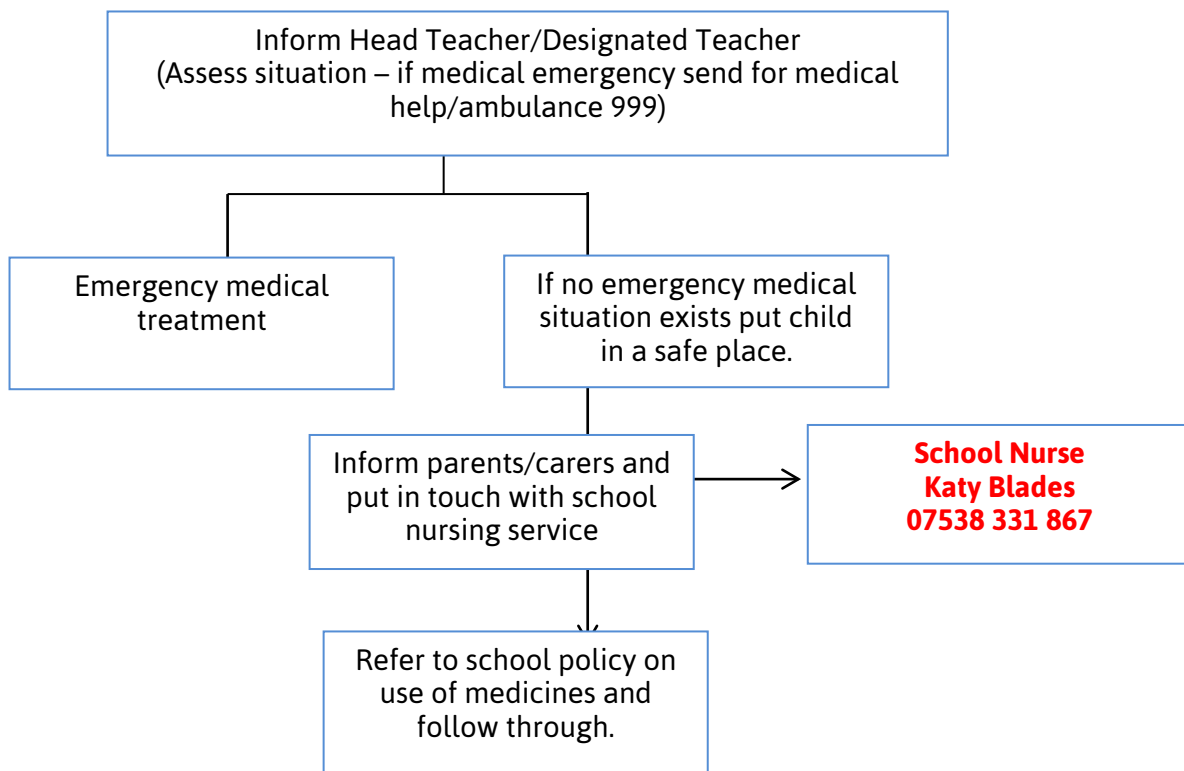 Inform Head Teacher/Designated Teacher
(Assess situation – if medical emergency send for medical
help/ambulance 999)
Emergency medical
treatment
If no emergency medical
situation exists put child
in a safe place.
Inform parents/carers and
put in touch with school
nursing service
School Nurse
Katy Blades
07538 331 867
Refer to school policy on
use of medicines and
follow through.